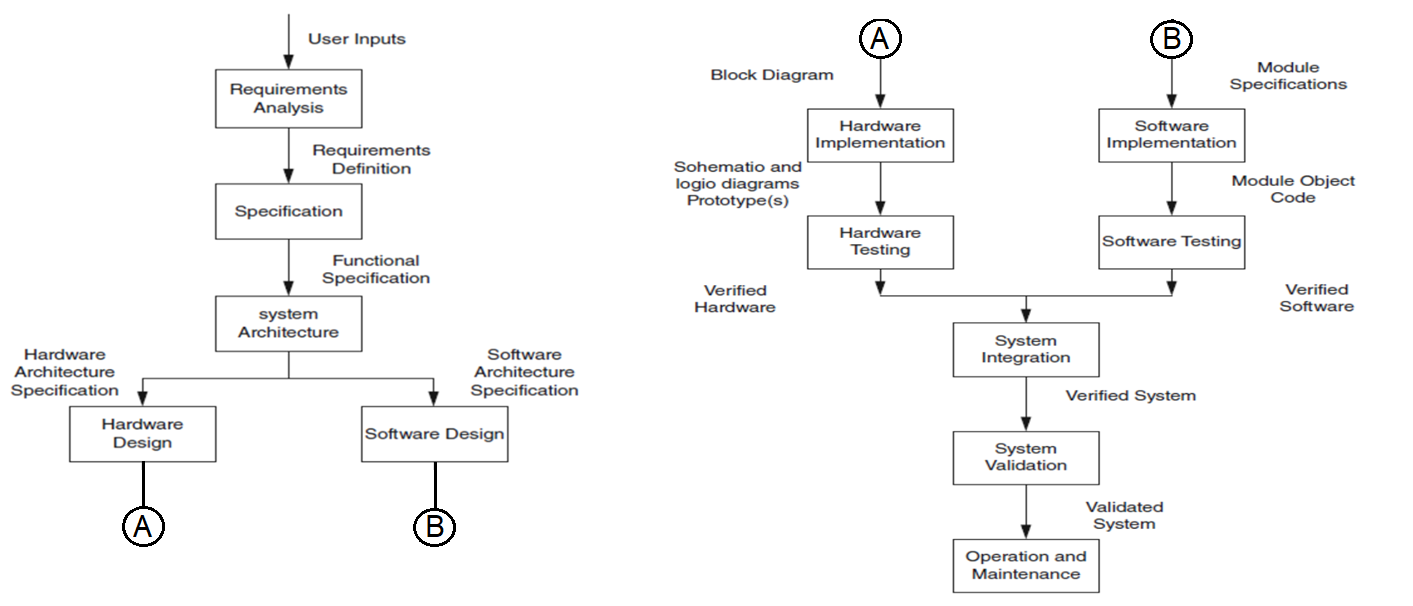 User Inputs
Requirements
Analysis
Requirements
Definition
Specification
Functional
Specification
system
Architecture
Hardware
Architecture
Specification
Software
Architecture
Specification
Hardware
Design
Software Design
A
B
A
B
Block Diagram
Module
Specifications
Hardware
Implementation
Software
Implementation
Sohematio and
logio diagrams
Prototype(s)
Module Object
Code
Hardware
Testing
Software Testing
Verified
Hardware
Verified
Software
System
Integration
Verified System
System
Validation
Validated
System
Operation and
Maintenance